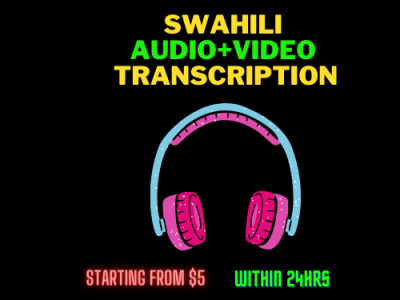 SWAHILI
AUDIO+VIDEO
TRANSCRIPTION
STARTING FROM $5 WITHIN 24HRS